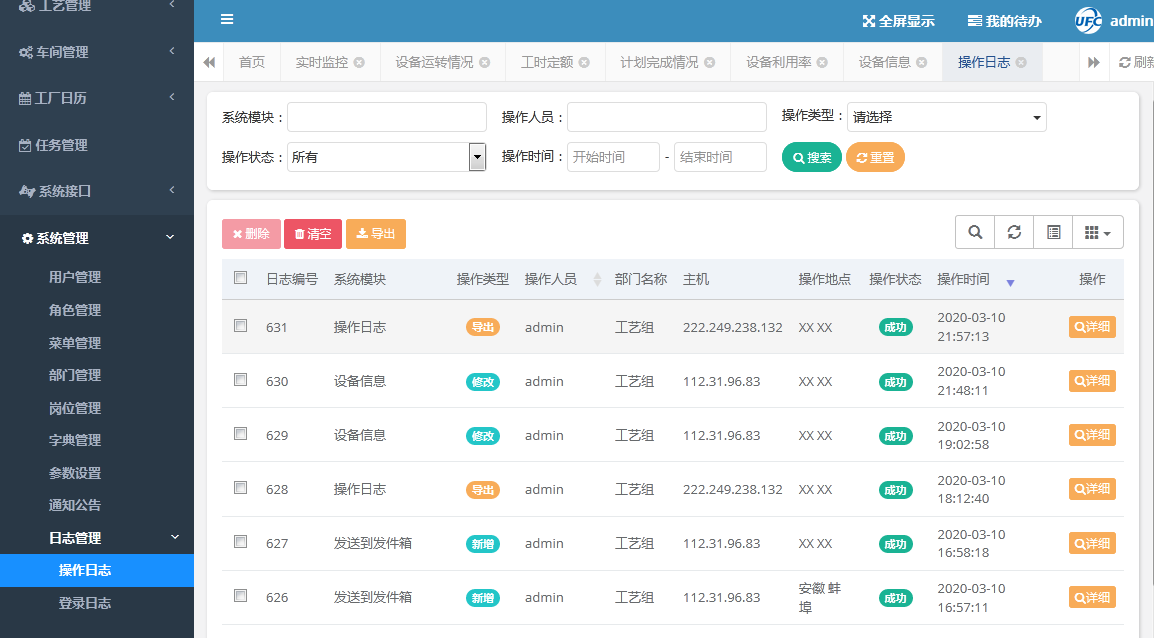 工艺管理
车间管理
工厂日历
任务管理
系统接口
系统管理
用户管理
角色管理
菜单管理
部门管理
岗位管理
字典管理
参数设置
通知公告
日志管理
操作日志
登录日志
全屏显示 我的待办 UFC admin
首页 实时监控 设备运转情况 工时定额 计划完成情况 设备利用率 设备信息 操作日志 刷新
系统模块： 操作人员： 操作类型： 请选择
操作状态： 所有 操作时间： 开始时间 - 结束时间 搜索 重置
删除 清空 导出
日志编号 系统模块 操作类型 操作人员 部门名称 主机 操作地点 操作状态 操作时间 操作
631 操作日志 导出 admin 工艺组 222.249.238.132 XX XX 成功 2020-03-10 21:57:13 详细
630 设备信息 修改 admin 工艺组 112.31.96.83 XX XX 成功 2020-03-10 21:48:11 详细
629 设备信息 修改 admin 工艺组 112.31.96.83 XX XX 成功 2020-03-10 19:02:58 详细
628 操作日志 导出 admin 工艺组 222.249.238.132 XX XX 成功 2020-03-10 18:12:40 详细
627 发送到发件箱 新增 admin 工艺组 112.31.96.83 XX XX 成功 2020-03-10 16:58:18 详细
626 发送到发件箱 新增 admin 工艺组 112.31.96.83 安徽 蚌埠 成功 2020-03-10 16:57:11 详细